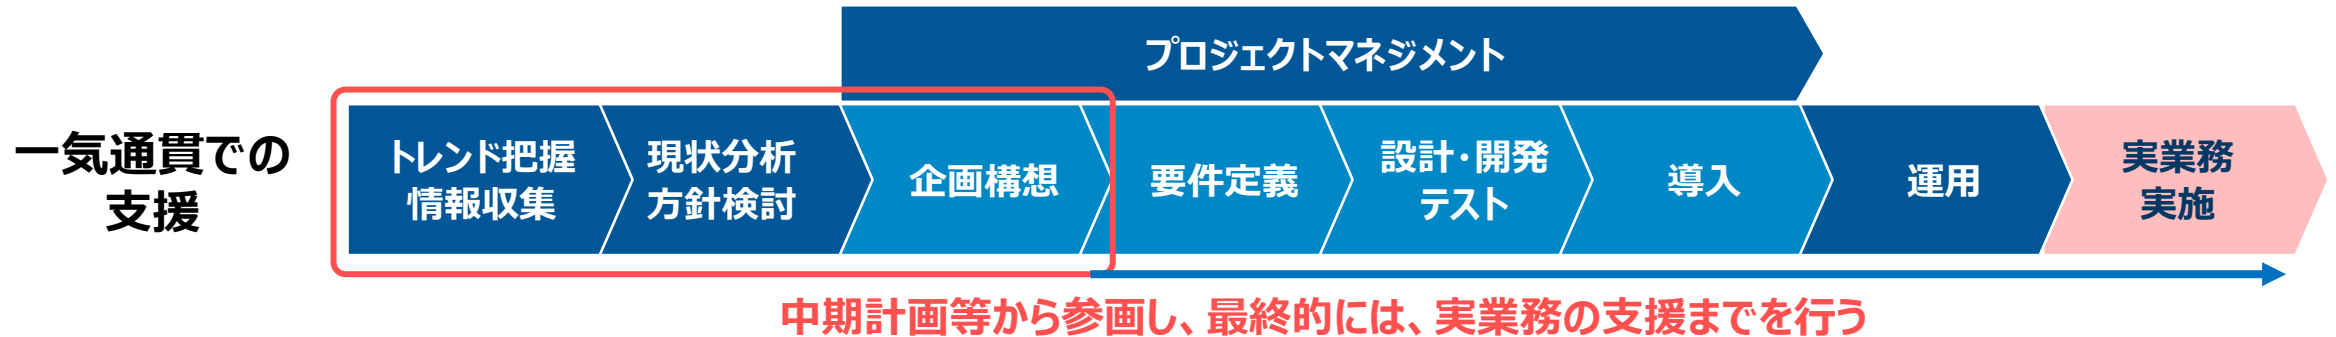 プロジェクトマネジメント
一気通貫での
支援
トレンド把握
情報収集
現状分析
方針検討
企画構想
要件定義
設計・開発
テスト
導入
運用
実業務
実施
中期計画等から参画し、最終的には、実業務の支援までを行う